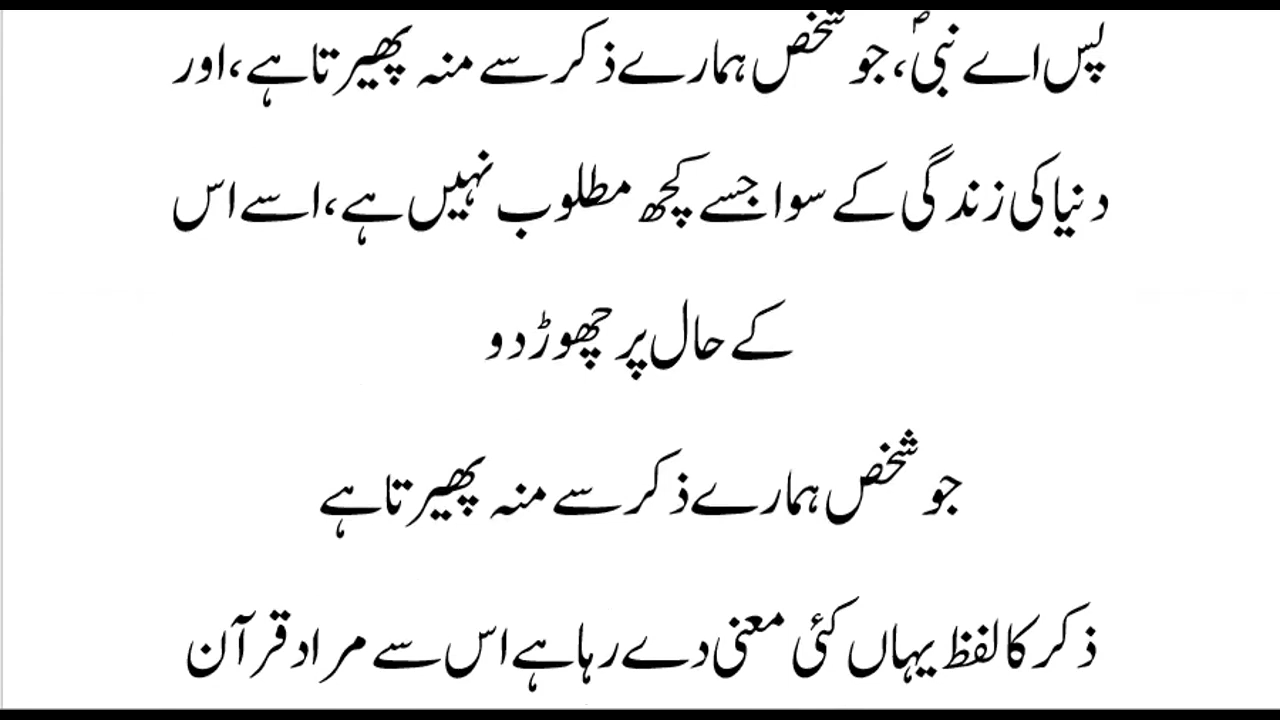 پس اے نبیؐ، جو شخص ہمارے ذکر سے منہ پھیرتا ہے، اور
دنیا کی زندگی کے سوا جسے کچھ مطلوب نہیں ہے، اسے اس
کے حال پر چھوڑ دو
جو شخص ہمارے ذکر سے منہ پھیرتا ہے
ذکر کا لفظ یہاں کئی معنی دے رہا ہے اس سے مراد قرآن